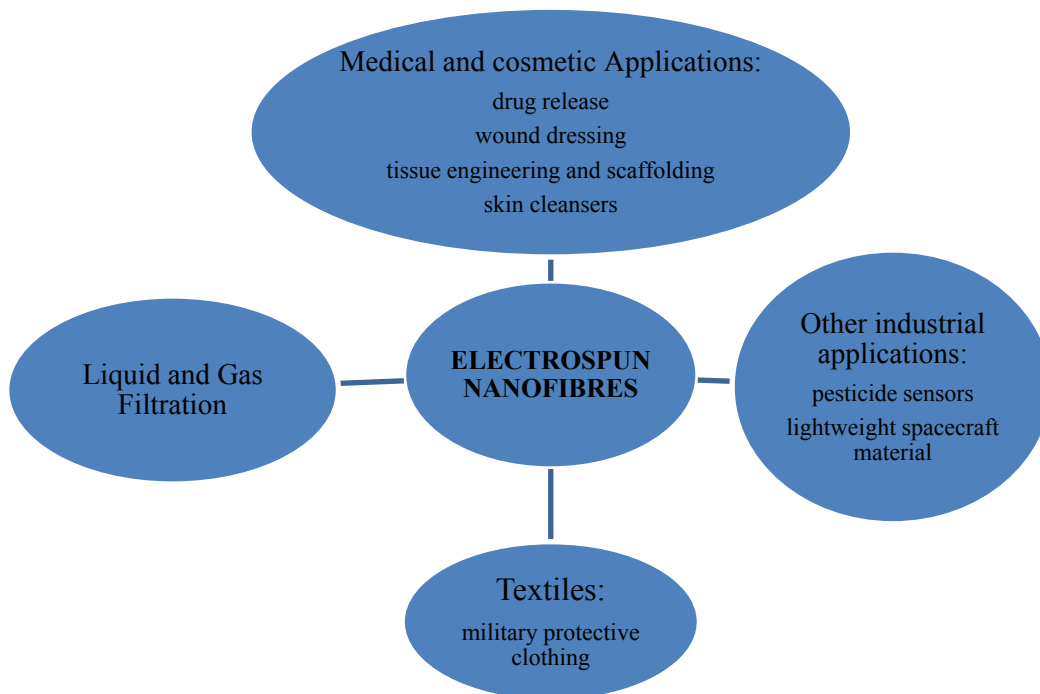 Medical and cosmetic Applications:
drug release
wound dressing
tissue engineering and scaffolding
skin cleansers
Liquid and Gas
Filtration
ELECTROSPUN
NANOFIBRES
Other industrial
applications:
pesticide sensors
lightweight spacecraft
material
Textiles:
military protective
clothing